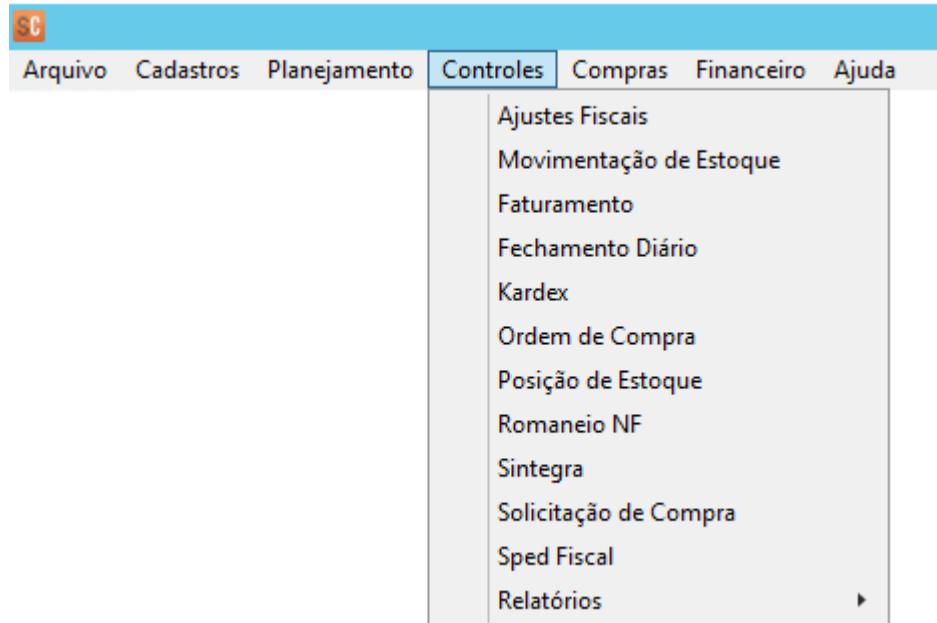 SC
Arquivo Cadastros Planejamento Controles Compras Financeiro Ajuda
Ajustes Fiscais
Movimentação de Estoque
Faturamento
Fechamento Diário
Kardex
Ordem de Compra
Posição de Estoque
Romaneio NF
Sintegra
Solicitação de Compra
Sped Fiscal
Relatórios